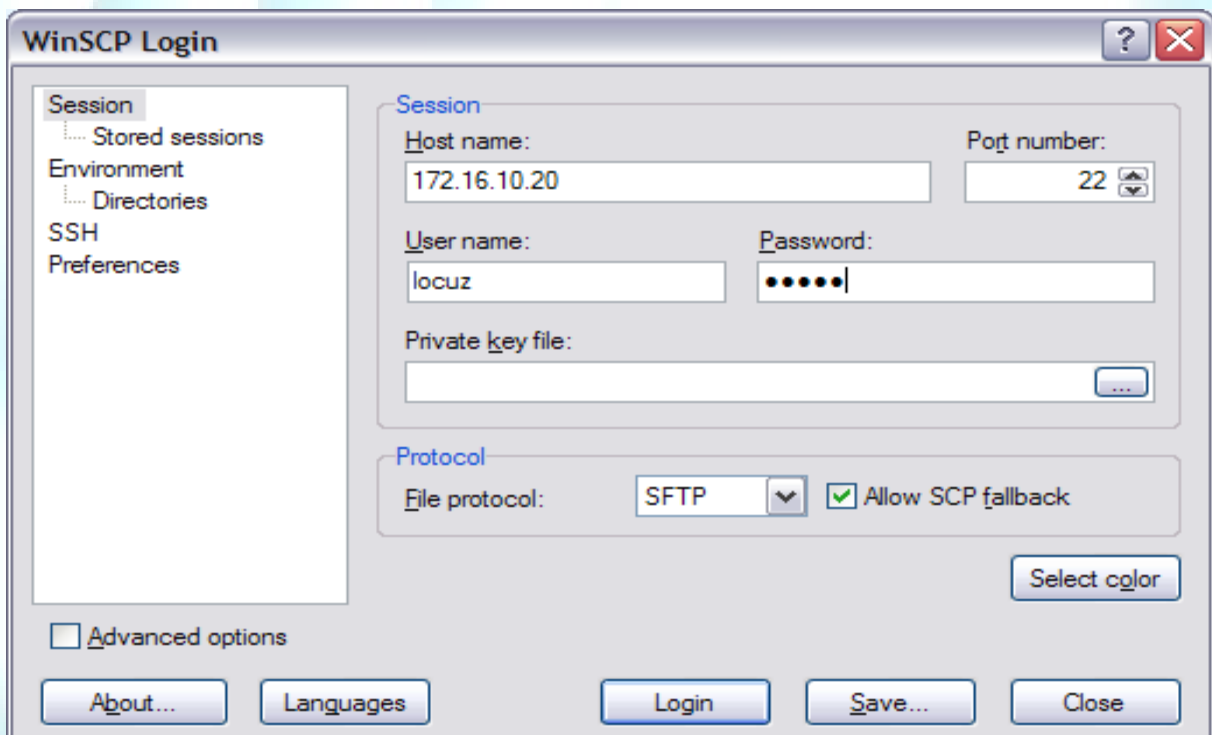 WinSCP Login
Session
Stored sessions
Environment
Directories
SSH
Preferences
Session
Host name: Port number:
172.16.10.20 22
User name: Password:
locuz •••••
Private key file:
...
Protocol
File protocol: SFTP Allow SCP fallback
Select color
Advanced options
About... Languages Login Save... Close